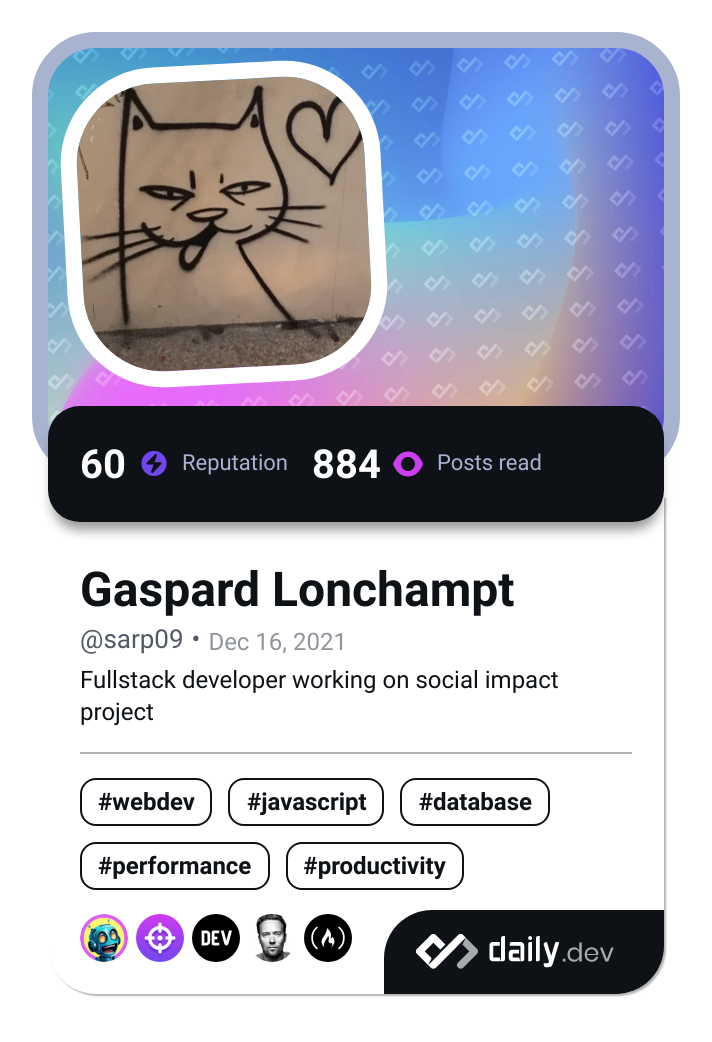 60 Reputation 884 Posts read
Gaspard Lonchampt
@sarp09 • Dec 16, 2021
Fullstack developer working on social impact
project
#webdev #javascript #database
#performance #productivity
DEV
daily.dev